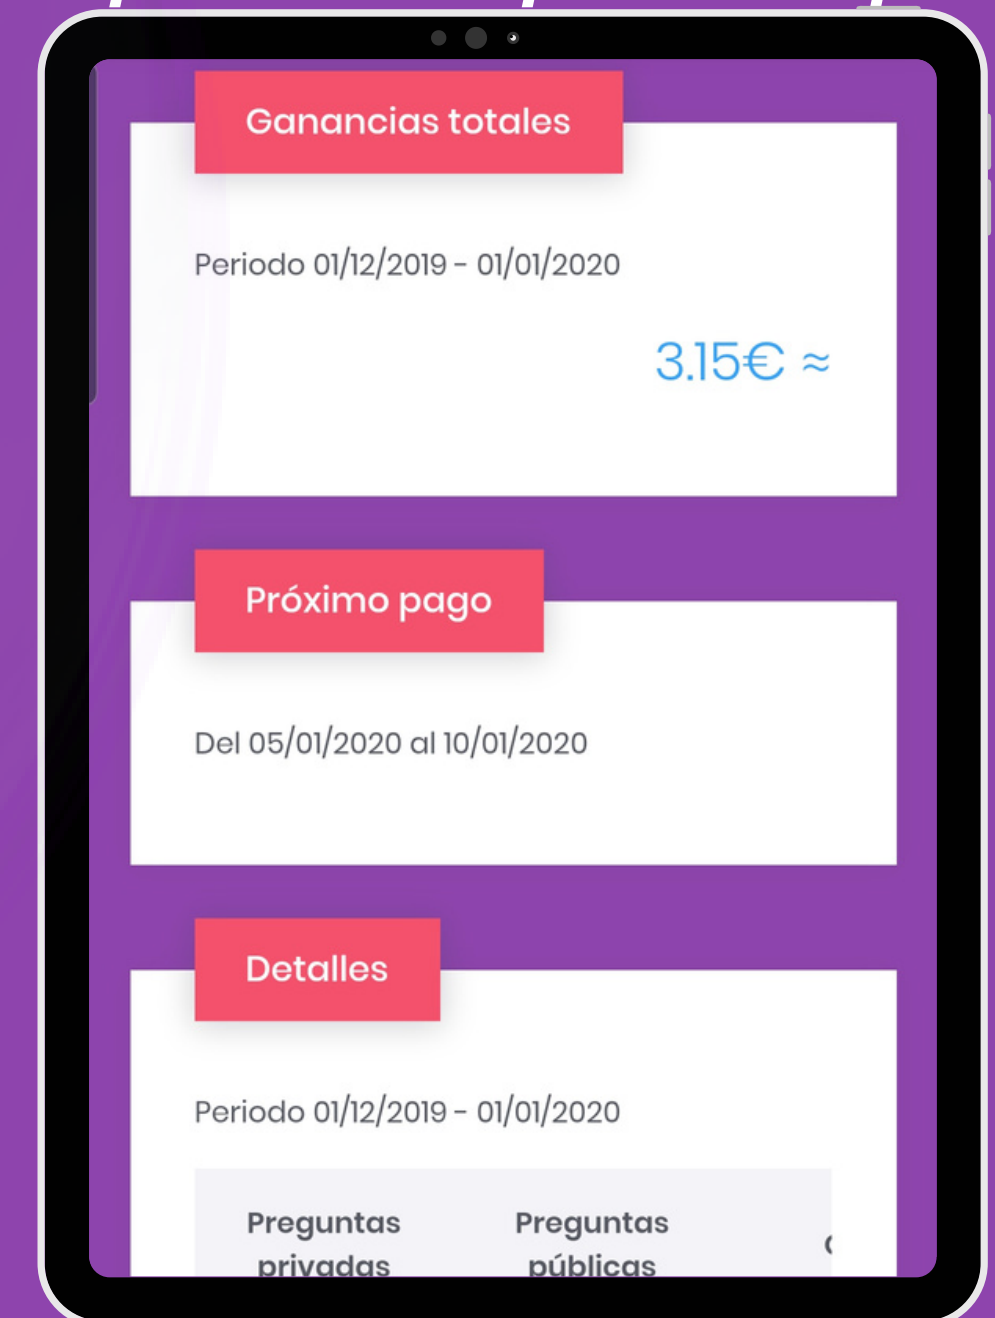 Ganancias totales
Periodo 01/12/2019 - 01/01/2020
3.15€ ≈
Próximo pago
Del 05/01/2020 al 10/01/2020
Detalles
Periodo 01/12/2019 - 01/01/2020
Preguntas Preguntas
privadas públicas